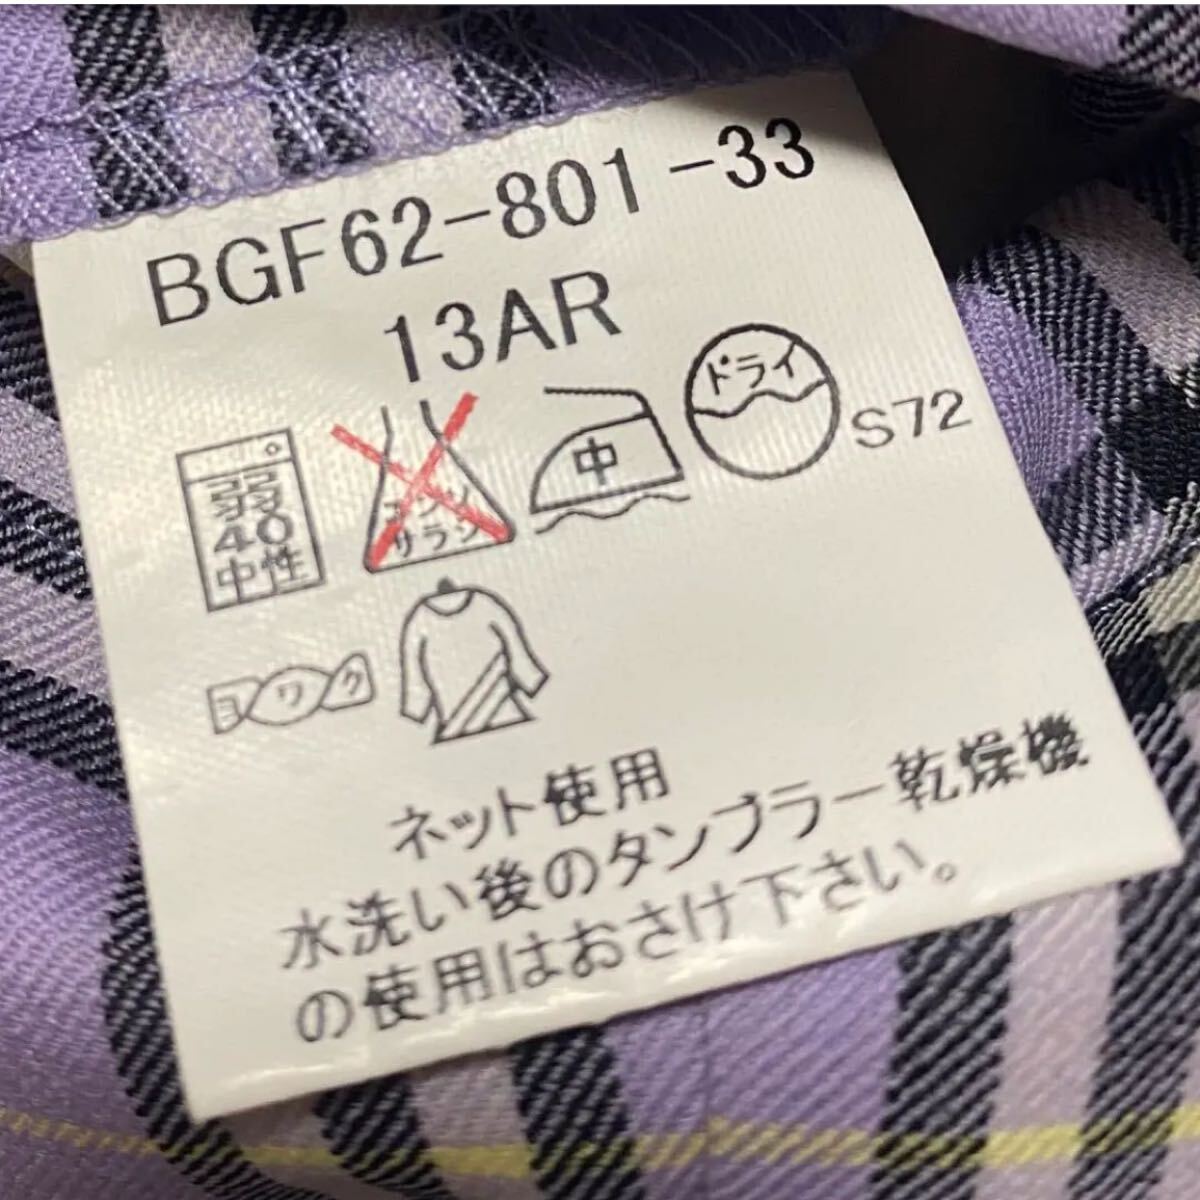 BGF62-801-33
13AR
弱
40
中性
エンソ
サラシ
中
ドライ
S72
ヨワク
ネット使用
水洗い後のタンブラー乾燥機
の使用はおさけ下さい。